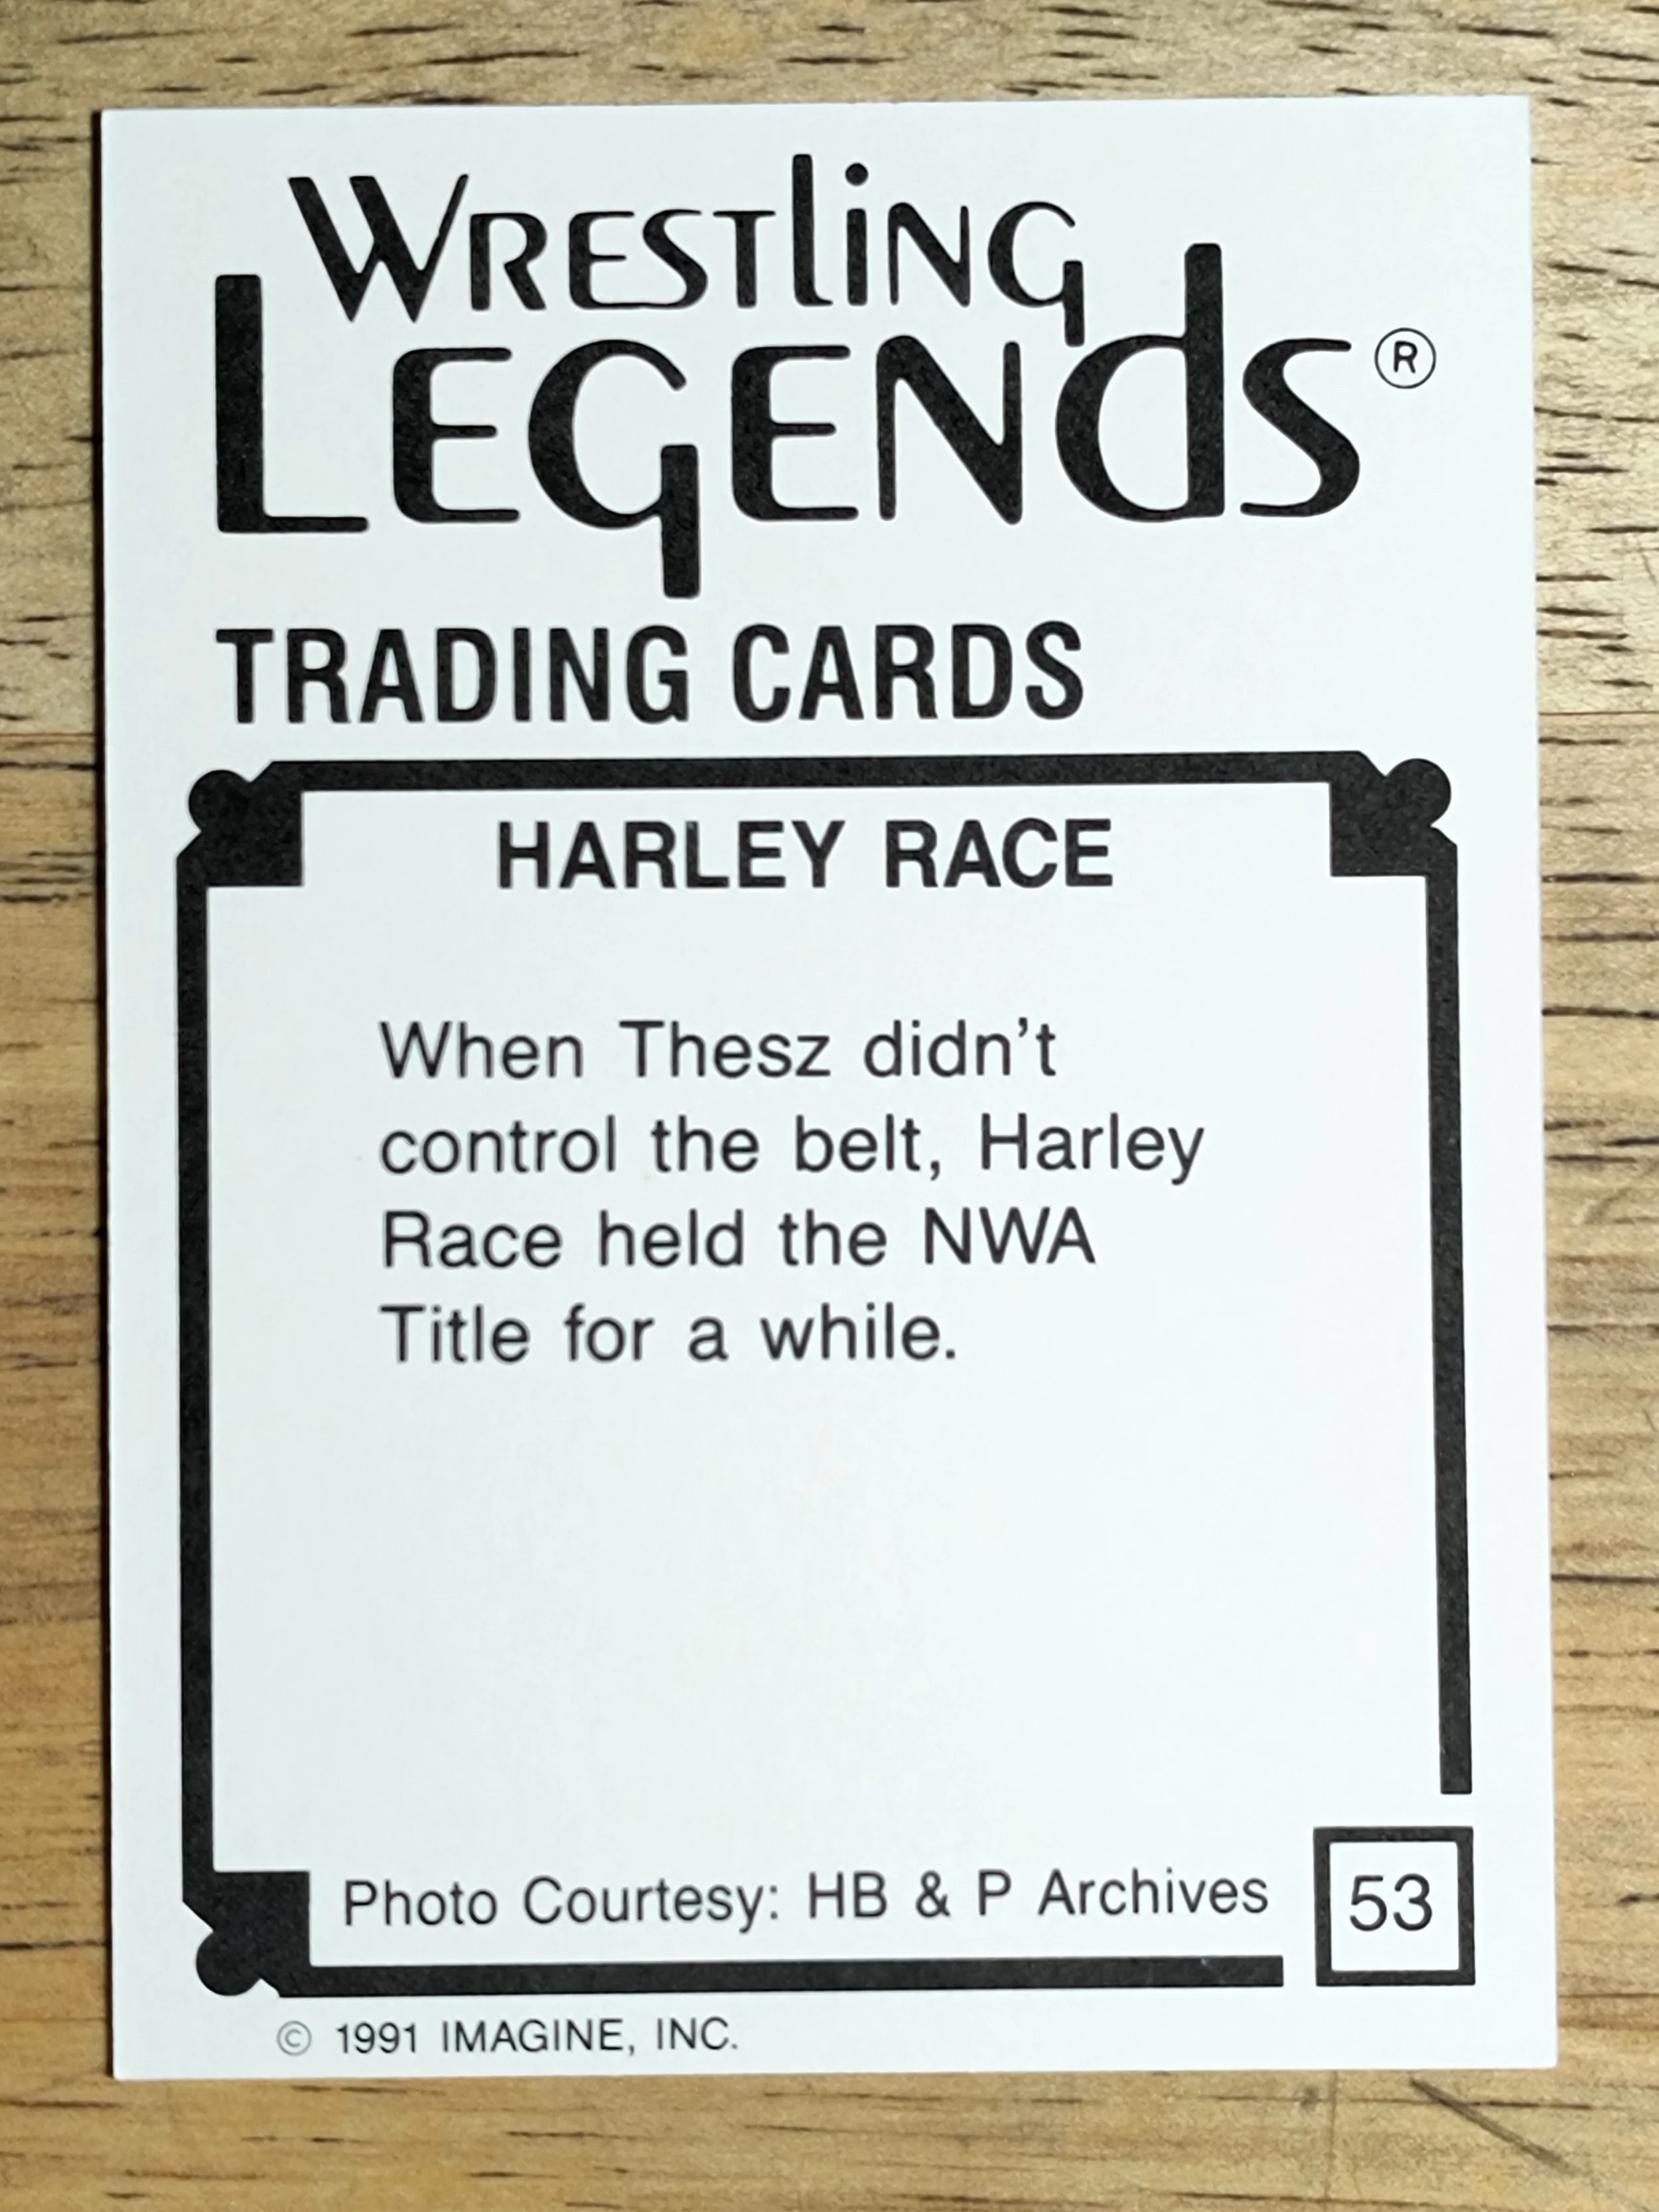 WRESTLING
LEGENDS®
TRADING CARDS
HARLEY RACE
When Thesz didn't
control the belt, Harley
Race held the NWA
Title for a while.
Photo Courtesy: HB & P Archives
53
© 1991 IMAGINE, INC.